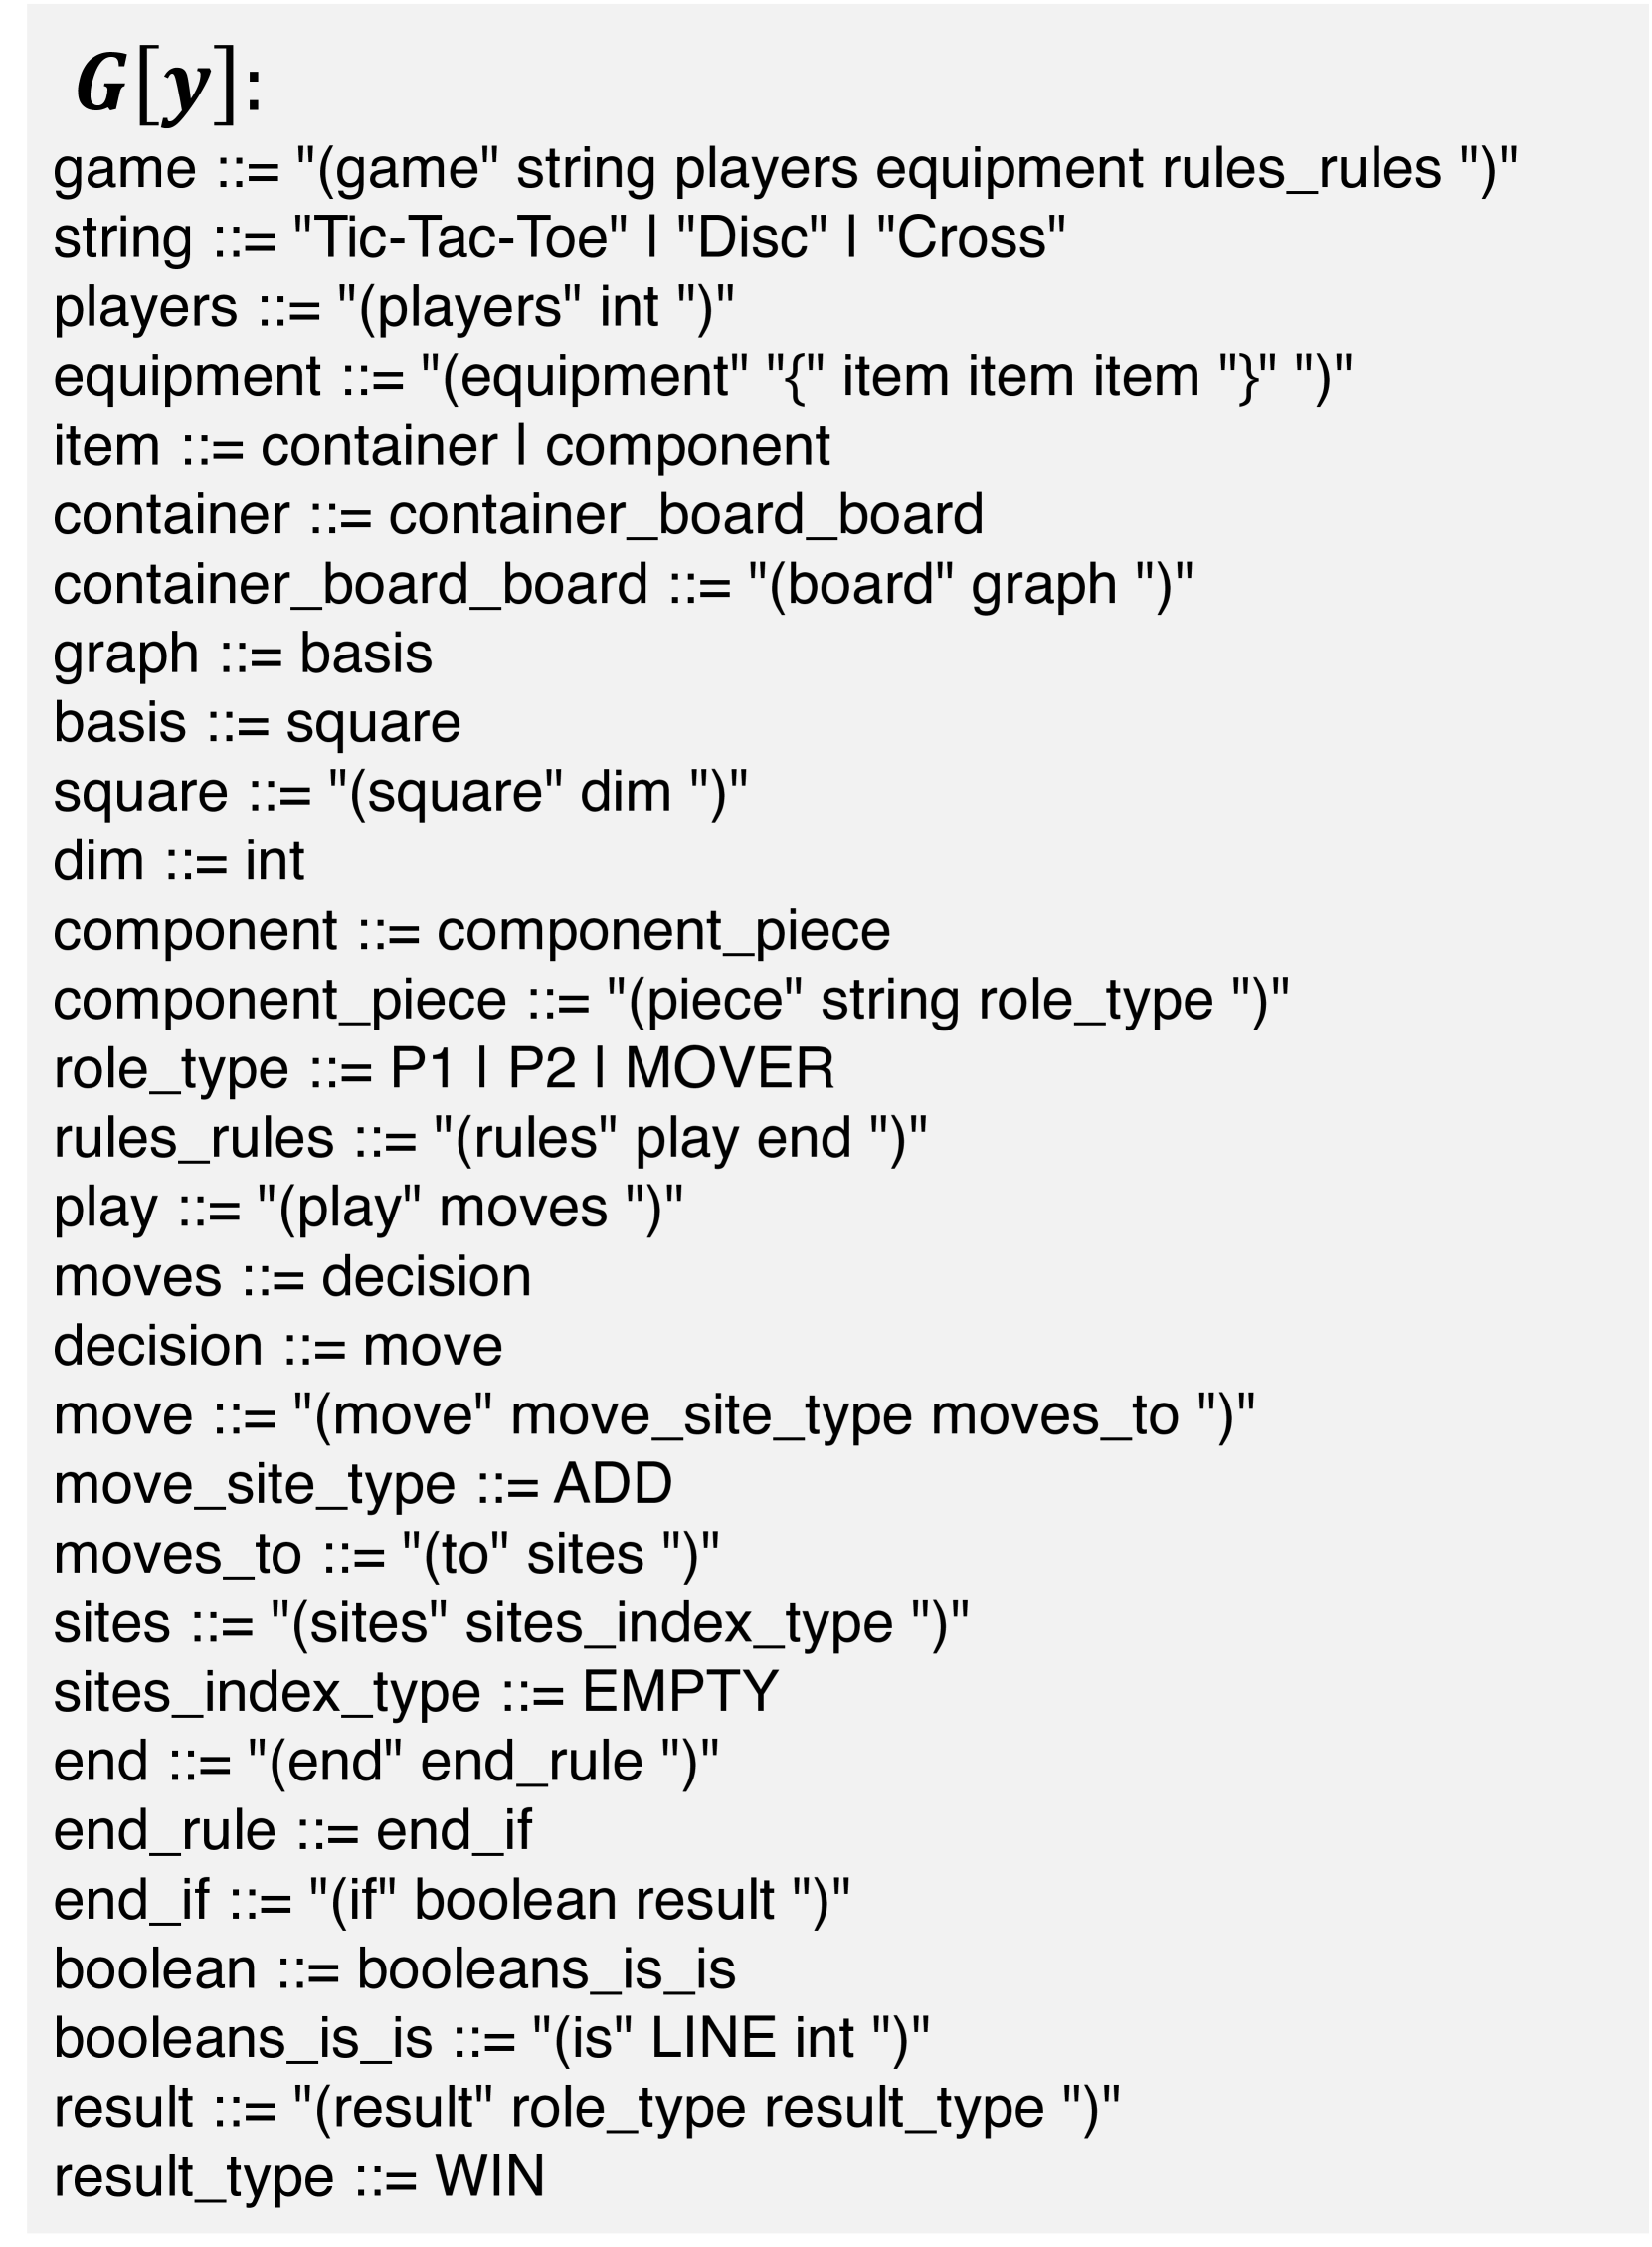 G[y]:
game ::= "(game" string players equipment rules_rules ")"
string ::= "Tic-Tac-Toe" | "Disc" | "Cross"
players ::= "(players" int ")"
equipment ::= "(equipment" "{" item item item "}" ")"
item ::= container | component
container ::= container_board_board
container_board_board ::= "(board" graph ")"
graph ::= basis
basis ::= square
square ::= "(square" dim ")"
dim ::= int
component ::= component_piece
component_piece ::= "(piece" string role_type ")"
role_type ::= P1 | P2 | MOVER
rules_rules ::= "(rules" play end ")"
play ::= "(play" moves ")"
moves ::= decision
decision ::= move
move ::= "(move" move_site_type moves_to ")"
move_site_type ::= ADD
moves_to ::= "(to" sites ")"
sites ::= "(sites" sites_index_type ")"
sites_index_type ::= EMPTY
end ::= "(end" end_rule ")"
end_rule ::= end_if
end_if ::= "(if" boolean result ")"
boolean ::= booleans_is_is
booleans_is_is ::= "(is" LINE int ")"
result ::= "(result" role_type result_type ")"
result_type ::= WIN